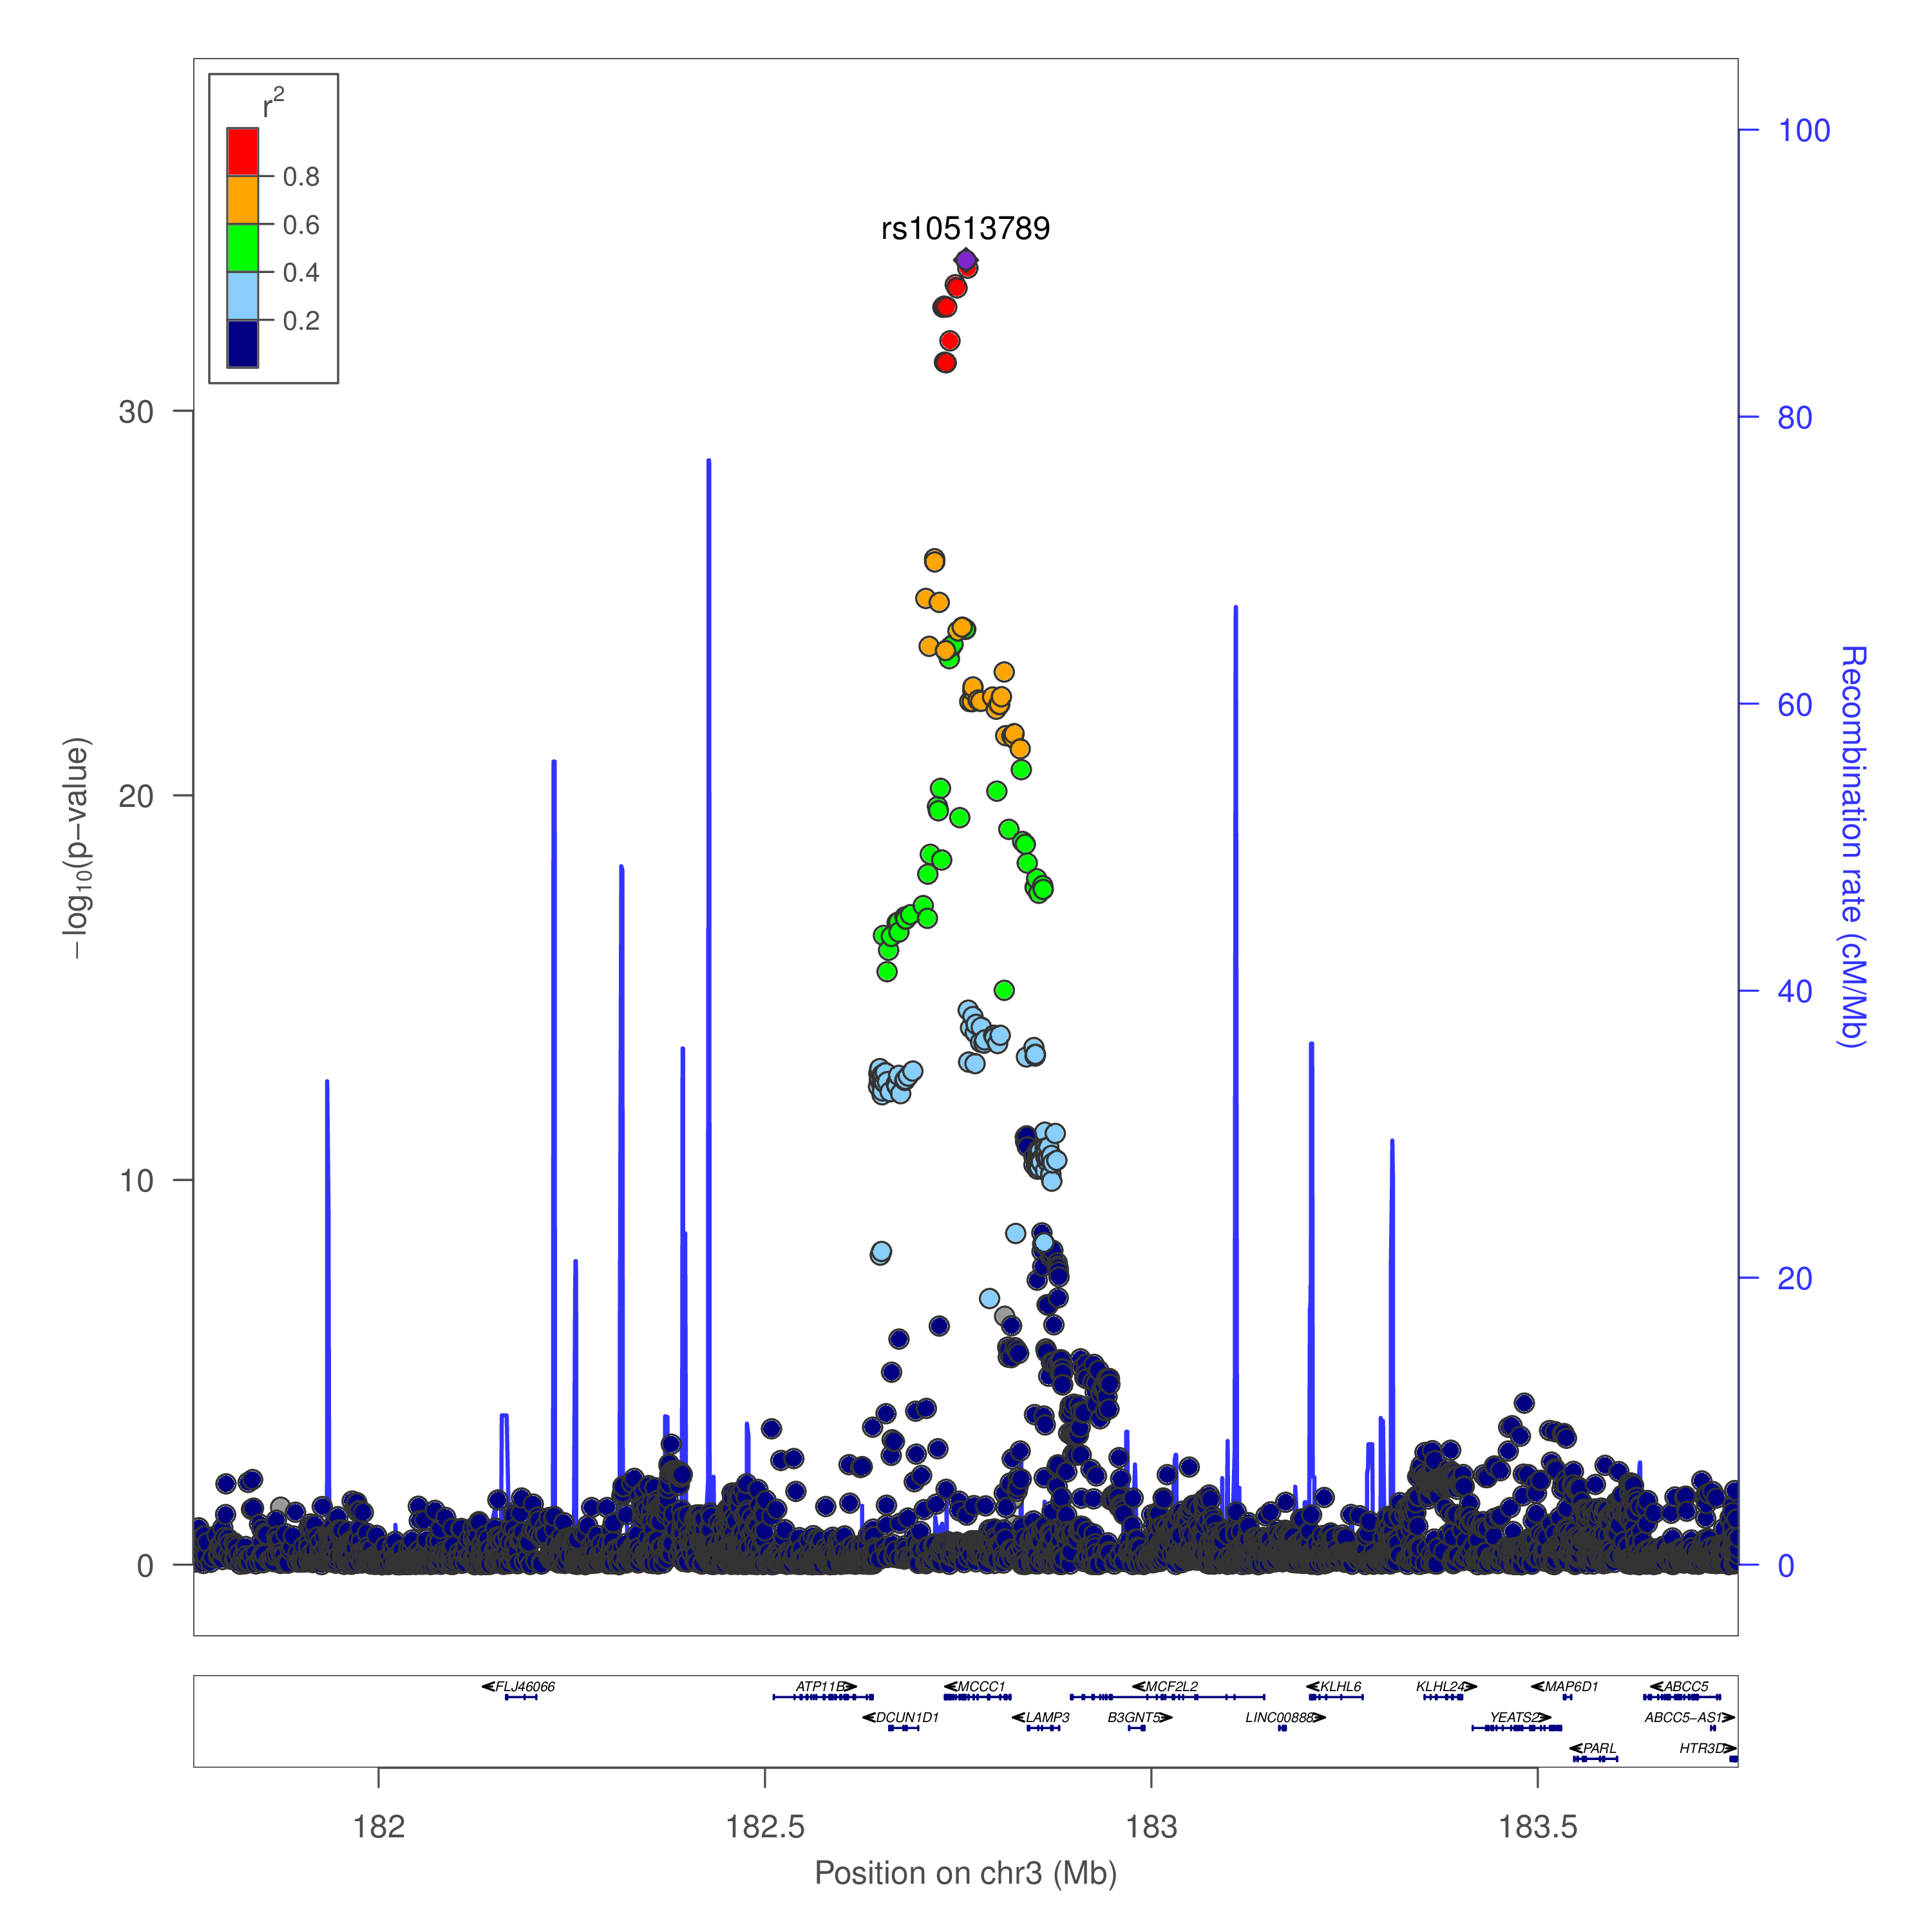 r2
0.8
0.6
0.4
0.2
rs10513789
100
80
60
40
20
0
Recombination rate (cM/Mb)
30
20
10
0
−log10(p−value)
FLJ46066
ATP11B
MCCC1
MCF2L2
KLHL6
KLHL24
MAP6D1
ABCC5
DCUN1D1
LAMP3
B3GNT5
LINC00888
YEATS2
ABCC5−AS1
PARL
HTR3D
182
182.5
183
183.5
Position on chr3 (Mb)